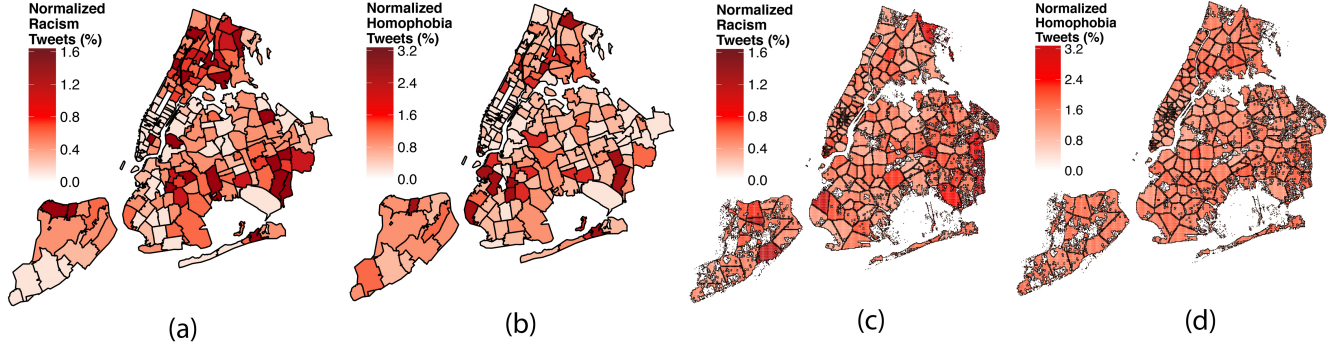 Normalized
Racism
Tweets (%)
1.6
1.2
0.8
0.4
0.0
(a)
Normalized
Homophobia
Tweets (%)
3.2
2.4
1.6
0.8
0.0
(b)
Normalized
Racism
Tweets (%)
1.6
1.2
0.8
0.4
0.0
(c)
Normalized
Homophobia
Tweets (%)
3.2
2.4
1.6
0.8
0.0
(d)